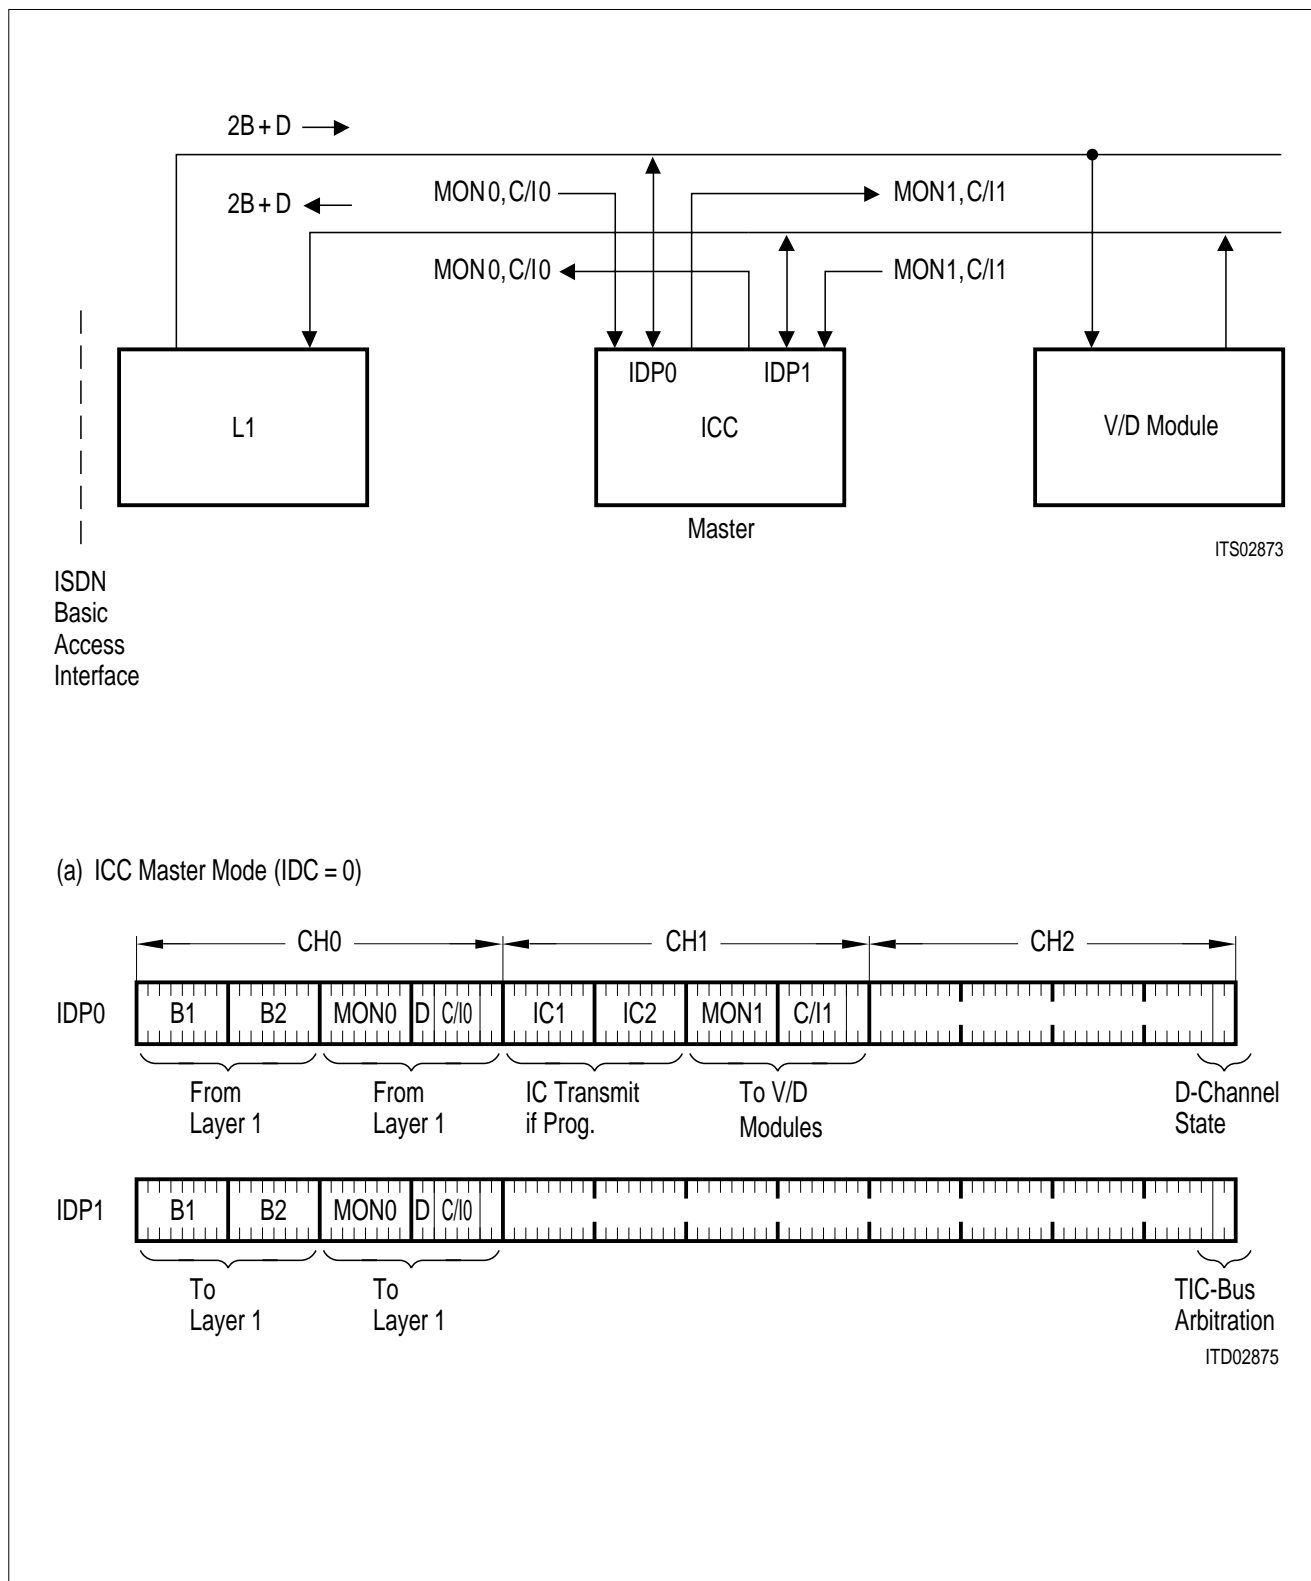 2B + D
MON0, C/I0
MON1, C/I1
2B + D
MON0, C/I0
MON1, C/I1
IDP0
IDP1
L1
ICC
V/D Module
Master
ITS02873
ISDN
Basic
Access
Interface
(a) ICC Master Mode (IDC = 0)
CH0
CH1
CH2
IDP0
B1
B2
MON0
D
C/I0
IC1
IC2
MON1
C/I1
From
Layer 1
From
Layer 1
IC Transmit
if Prog.
To V/D
Modules
D-Channel
State
IDP1
B1
B2
MON0
D
C/I0
To
Layer 1
To
Layer 1
TIC-Bus
Arbitration
ITD02875